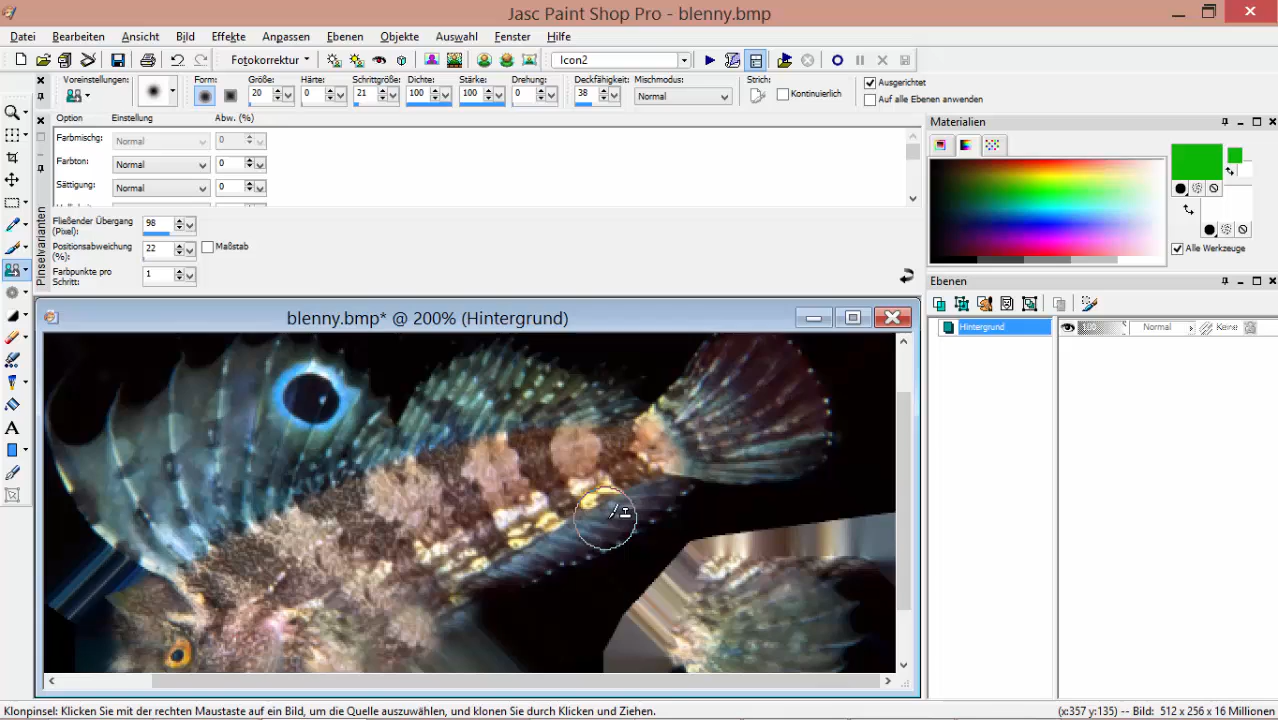 Jasc Paint Shop Pro - blenny.bmp
Datei Bearbeiten Ansicht Bild Effekte Anpassen Ebenen Objekte Auswahl Fenster Hilfe
Fotokorrektur Icon2
Voreinstellungen: Form: Größe: Härte: Schrittgröße: Dichte: Stärke: Drehung: Deckfähigkeit: Mischmodus: Strich: Ausgerichtet
20 0 21 100 100 0 38 Normal Kontinuierlich Auf alle Ebenen anwenden
Option Einstellung Abw. (%)
Farbmischg: Normal 0
Farbton: Normal 0
Sättigung: Normal 0
Fließender Übergang (Pixel): 98
Positionsabweichung (%): 22 Maßstab
Farbpunkte pro Schritt: 1
Pinselvarianten
Materialien
Alle Werkzeuge
Ebenen
Hintergrund 100 Normal Keine
blenny.bmp* @ 200% (Hintergrund)
Klonpinsel: Klicken Sie mit der rechten Maustaste auf ein Bild, um die Quelle auszuwählen, und klonen Sie durch Klicken und Ziehen. (x:357 y:135) -- Bild: 512 x 256 x 16 Millionen